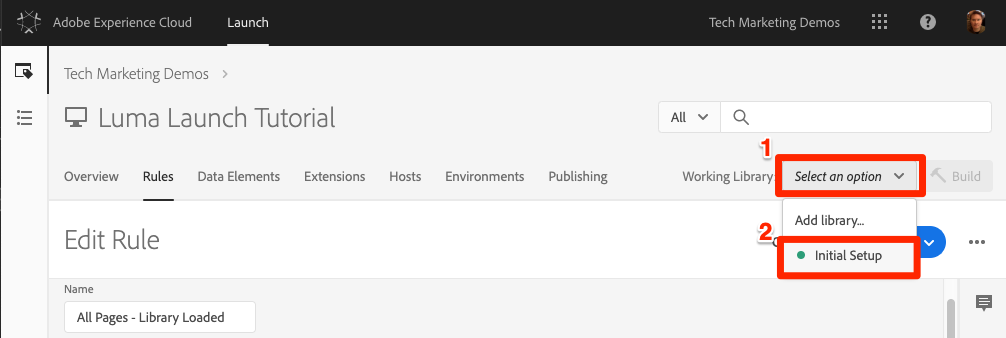 Adobe Experience Cloud Launch Tech Marketing Demos
Tech Marketing Demos
Luma Launch Tutorial
All
1
Overview Rules Data Elements Extensions Hosts Environments Publishing Working Library: Select an option Build
Add library...
Edit Rule
2
Initial Setup
Name
All Pages - Library Loaded